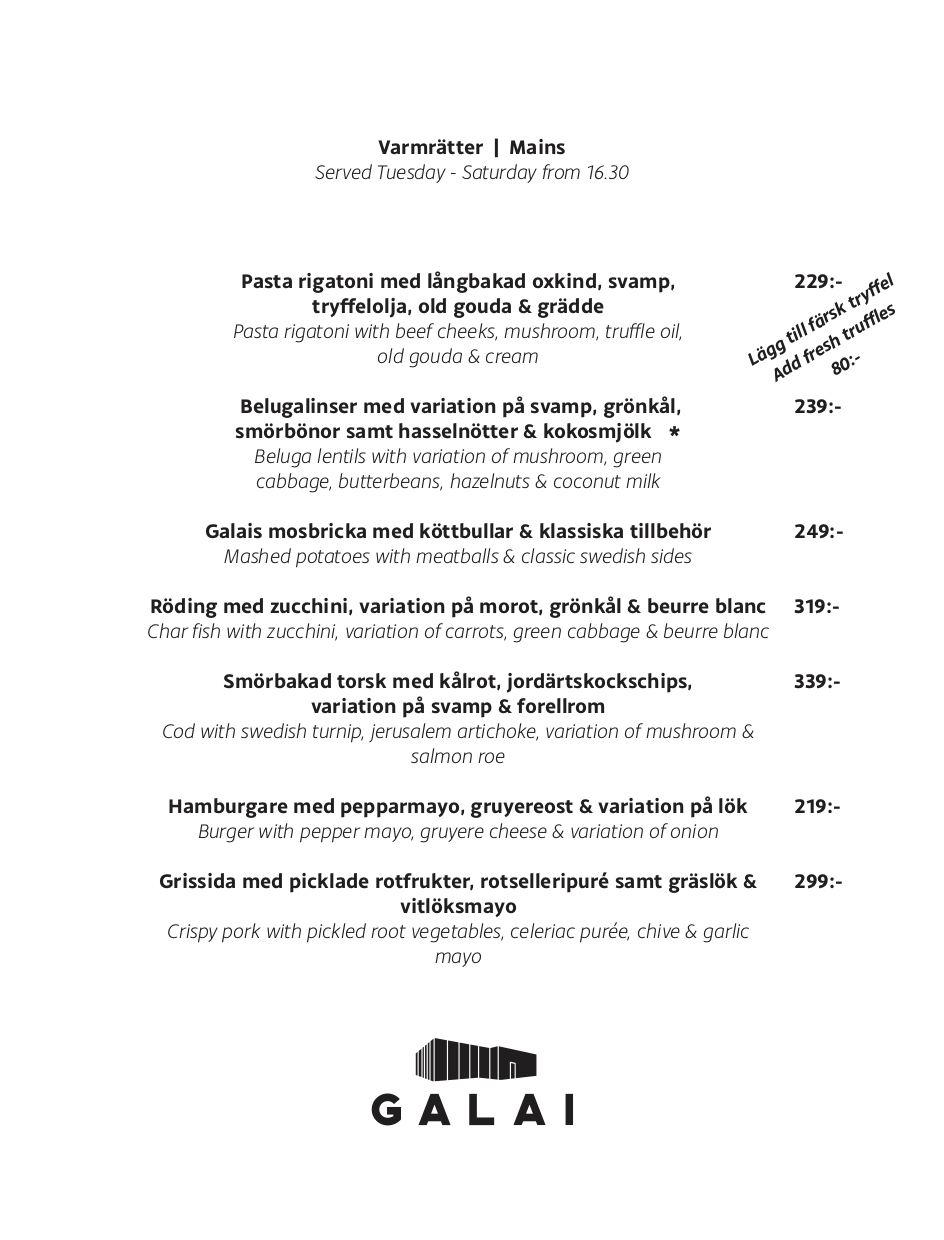 Varmrätter | Mains
Served Tuesday - Saturday from 16.30
Pasta rigatoni med långbakad oxkind, svamp, 229:-
tryffelolja, old gouda & grädde
Pasta rigatoni with beef cheeks, mushroom, truffle oil,
old gouda & cream
Lägg till färsk tryffel
Add fresh truffles
80:-
Belugalinser med variation på svamp, grönkål, 239:-
smörbönor samt hasselnötter & kokosmjölk *
Beluga lentils with variation of mushroom, green
cabbage, butterbeans, hazelnuts & coconut milk
Galais mosbricka med köttbullar & klassiska tillbehör 249:-
Mashed potatoes with meatballs & classic swedish sides
Röding med zucchini, variation på morot, grönkål & beurre blanc 319:-
Char fish with zucchini, variation of carrots, green cabbage & beurre blanc
Smörbakad torsk med kålrot, jordärtskockschips, 339:-
variation på svamp & forellrom
Cod with swedish turnip, jerusalem artichoke, variation of mushroom &
salmon roe
Hamburgare med pepparmayo, gruyereost & variation på lök 219:-
Burger with pepper mayo, gruyere cheese & variation of onion
Grissida med picklade rotfrukter, rotselleripuré samt gräslök & 299:-
vitlöksmayo
Crispy pork with pickled root vegetables, celeriac purée, chive & garlic
mayo
GALAI